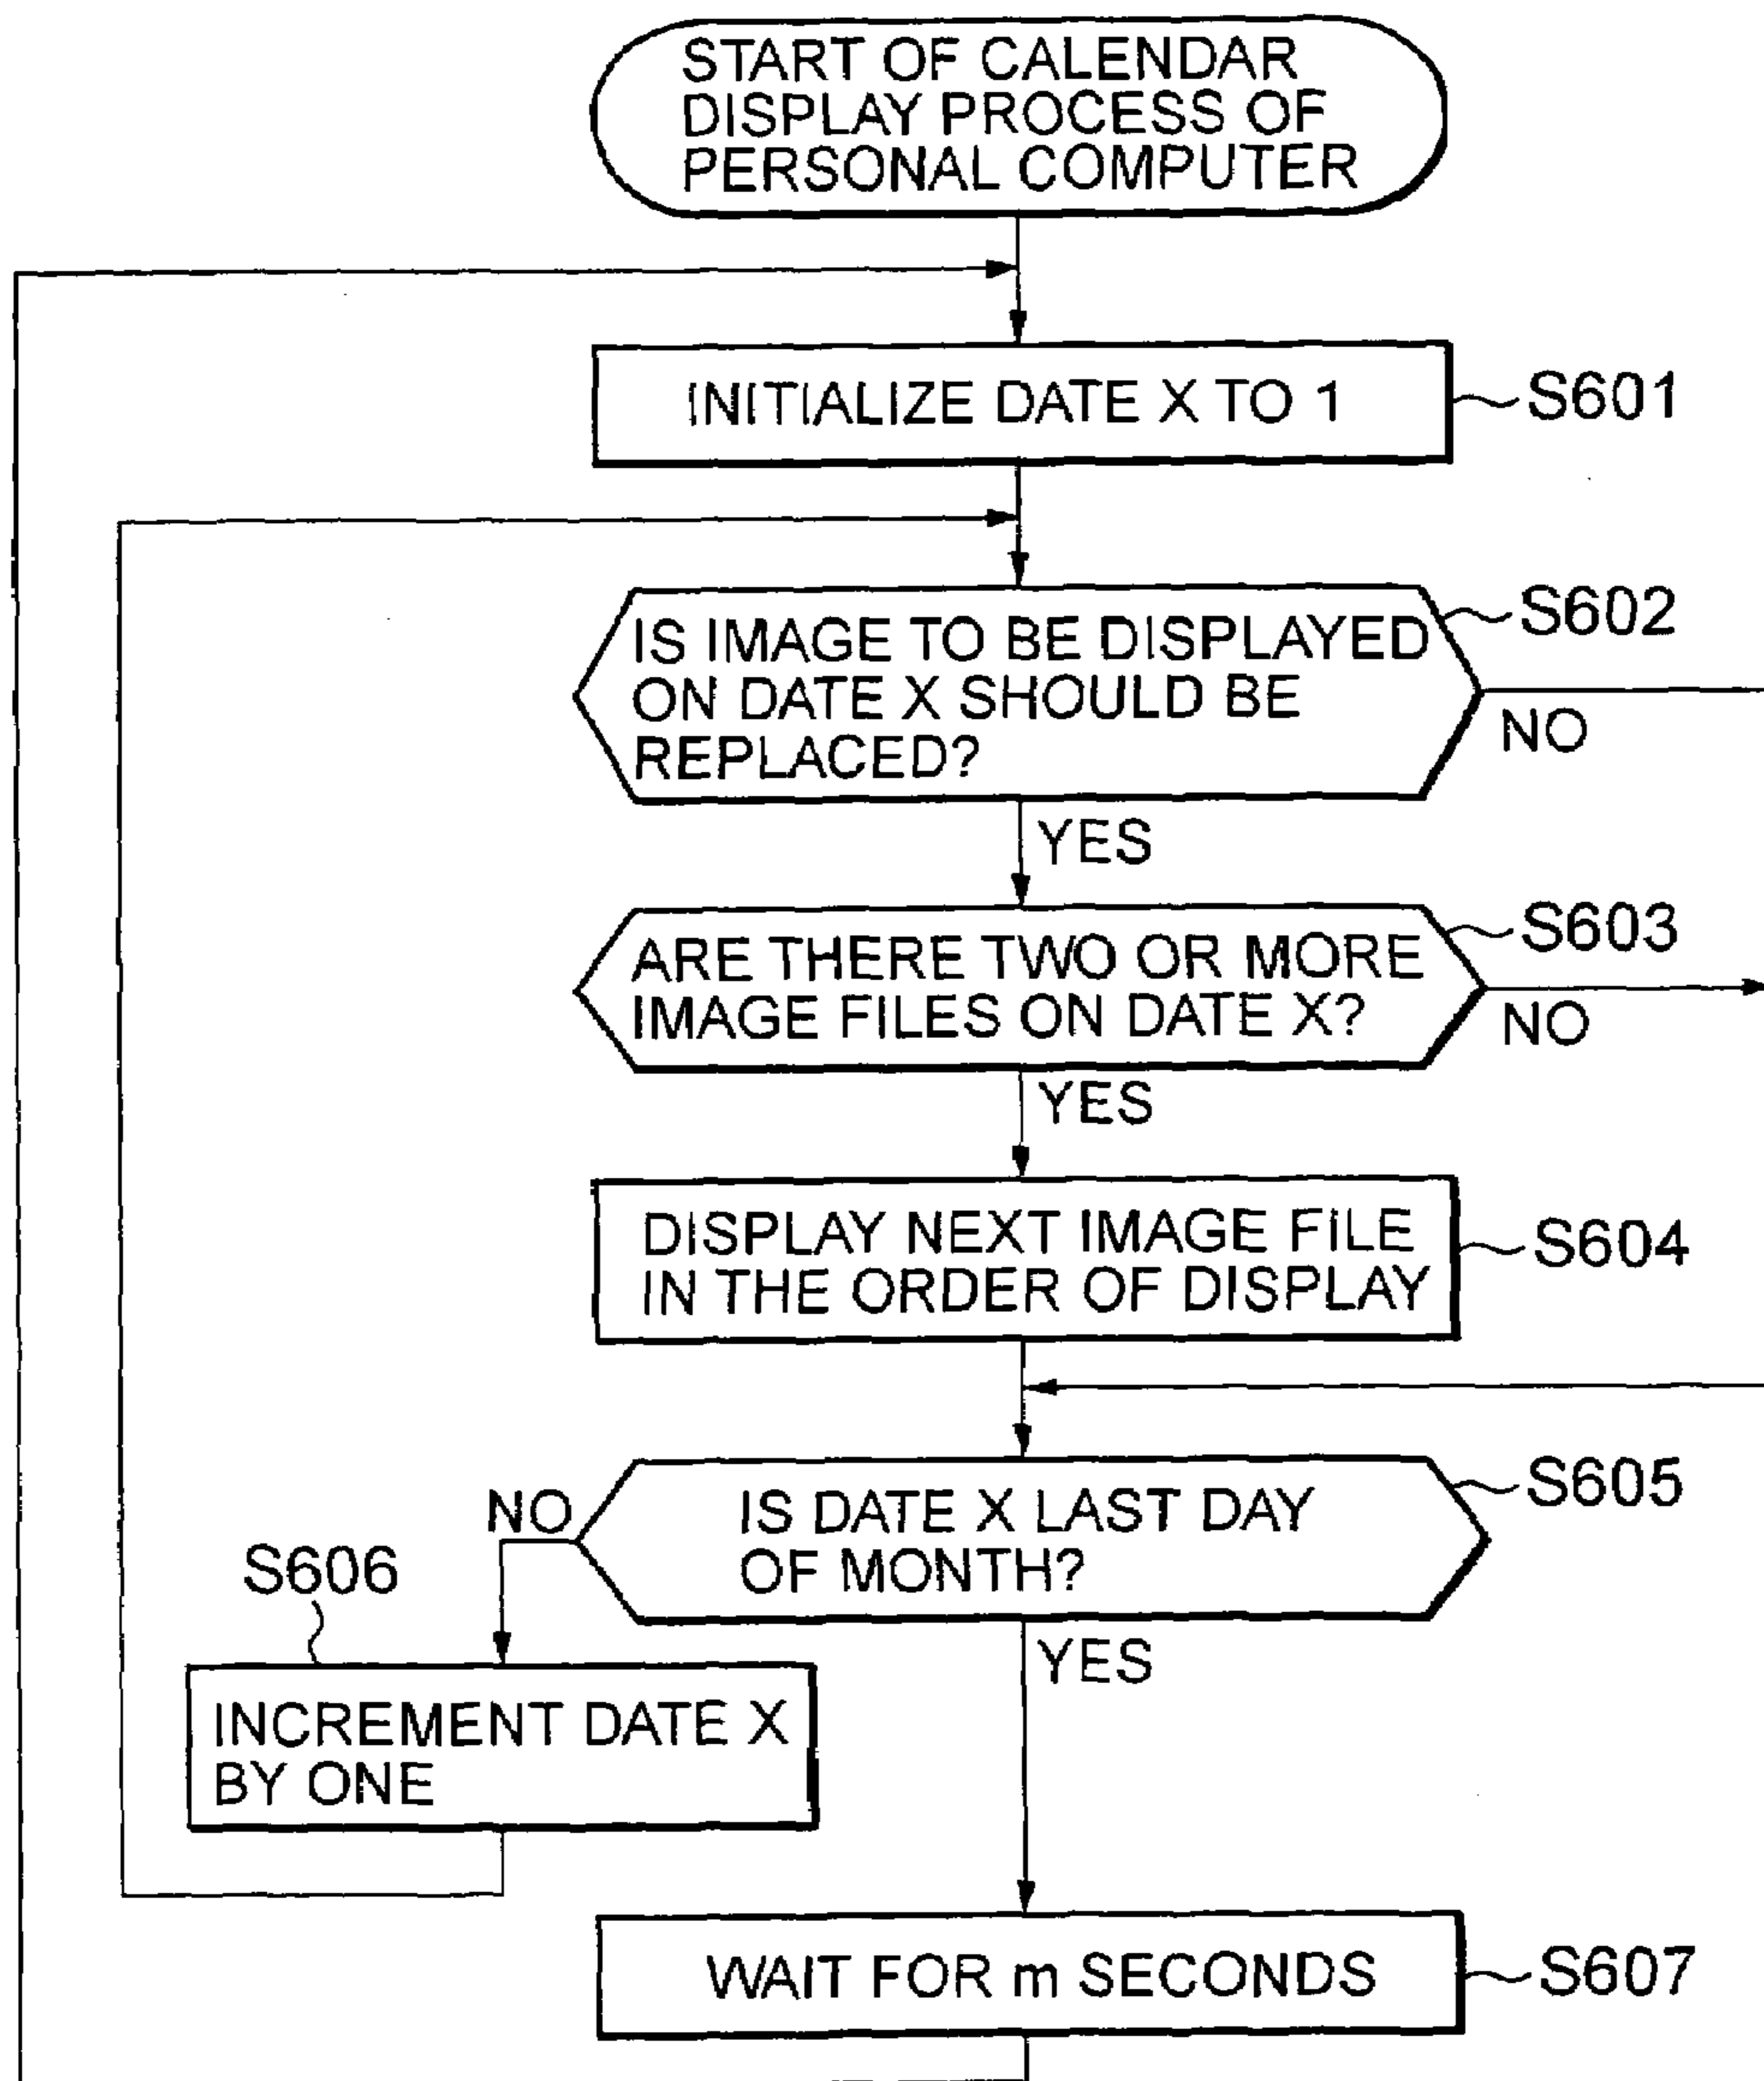 START OF CALENDAR
DISPLAY PROCESS OF
PERSONAL COMPUTER
INITIALIZE DATE X TO 1
S601
IS IMAGE TO BE DISPLAYED
ON DATE X SHOULD BE
REPLACED?
S602
NO
YES
ARE THERE TWO OR MORE
IMAGE FILES ON DATE X?
S603
NO
YES
DISPLAY NEXT IMAGE FILE
IN THE ORDER OF DISPLAY
S604
IS DATE X LAST DAY
OF MONTH?
S605
NO
S606
YES
INCREMENT DATE X
BY ONE
WAIT FOR m SECONDS
S607